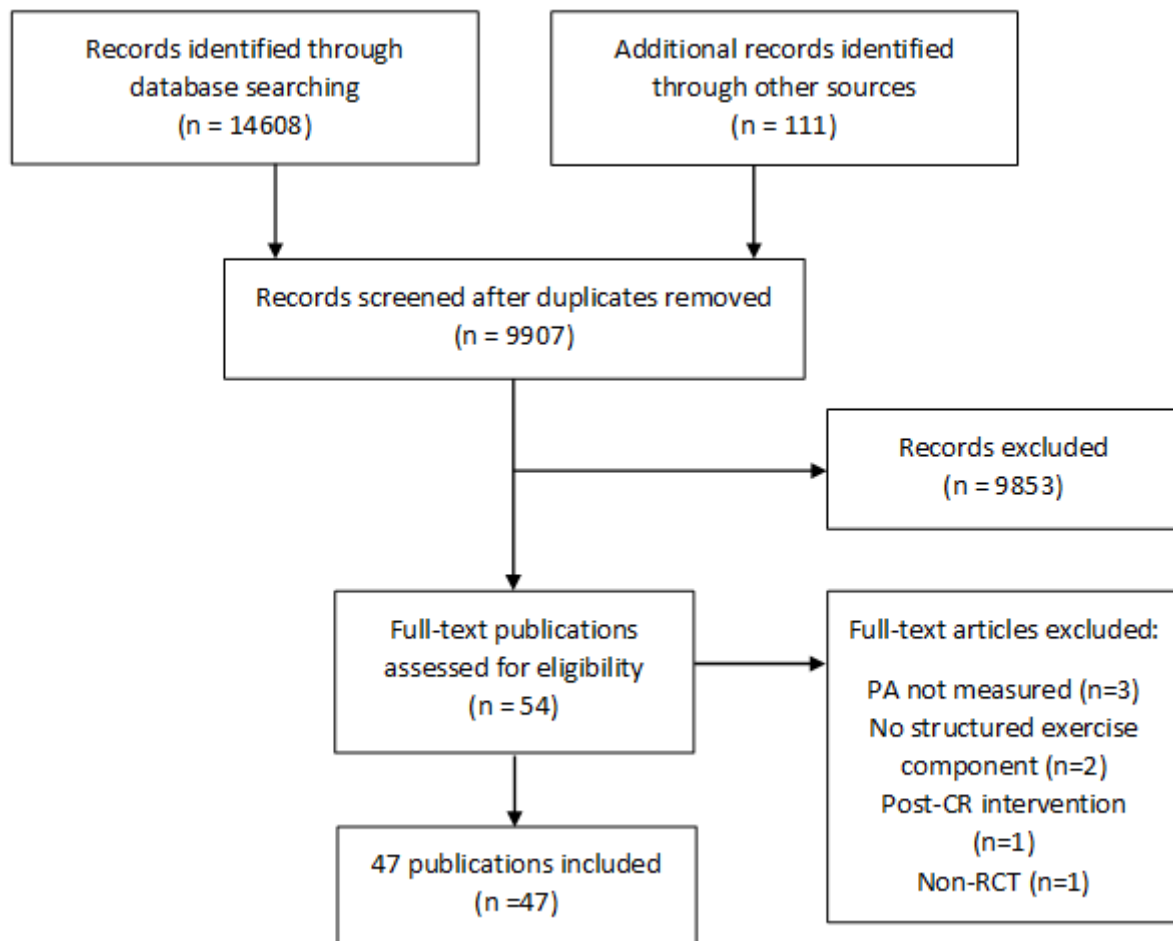 Records identified through
database searching
(n = 14608)
Additional records identified
through other sources
(n = 111)
Records screened after duplicates removed
(n = 9907)
Records excluded
(n = 9853)
Full-text publications
assessed for eligibility
(n = 54)
Full-text articles excluded:
PA not measured (n=3)
No structured exercise
component (n=2)
Post-CR intervention
(n=1)
Non-RCT (n=1)
47 publications included
(n =47)